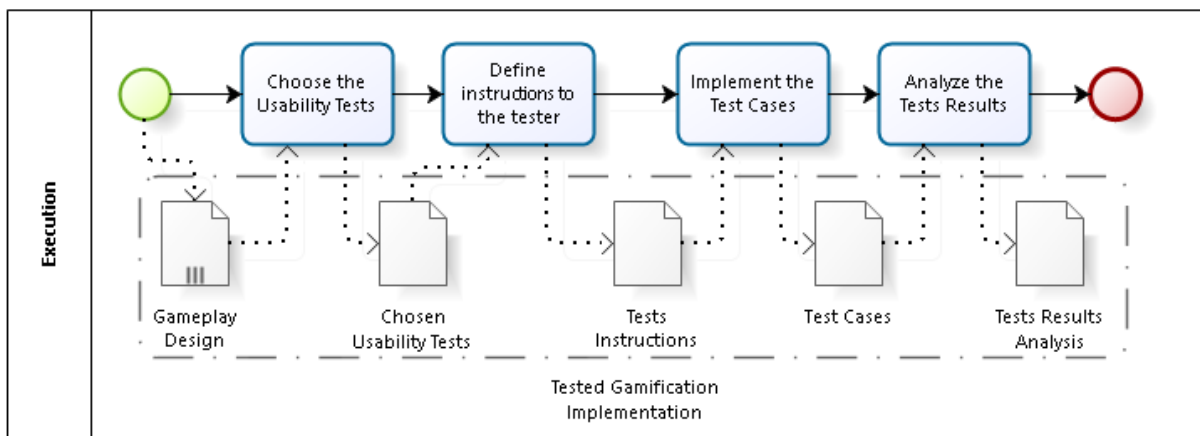 Execution
Choose the
Usability Tests
Define
instructions to
the tester
Implement the
Test Cases
Analyze the
Tests Results
Gameplay
Design
Chosen
Usability Tests
Tests
Instructions
Test Cases
Tests Results
Analysis
Tested Gamification
Implementation